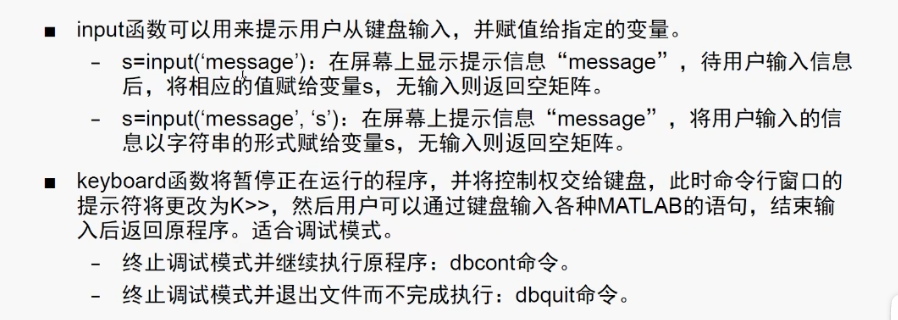 ■ input函数可以用来提示用户从键盘输入，并赋值给指定的变量。
– s=input(‘message’)：在屏幕上显示提示信息“message”，待用户输入信息
后，将相应的值赋给变量s，无输入则返回空矩阵。
– s=input(‘message’, ‘s’)：在屏幕上提示信息“message”，将用户输入的信
息以字符串的形式赋给变量s，无输入则返回空矩阵。
■ keyboard函数将暂停正在运行的程序，并将控制权交给键盘，此时命令行窗口的
提示符将更改为K>>，然后用户可以通过键盘输入各种MATLAB的语句，结束输
入后返回原程序。适合调试模式。
– 终止调试模式并继续执行原程序：dbcont命令。
– 终止调试模式并退出文件而不完成执行：dbquit命令。